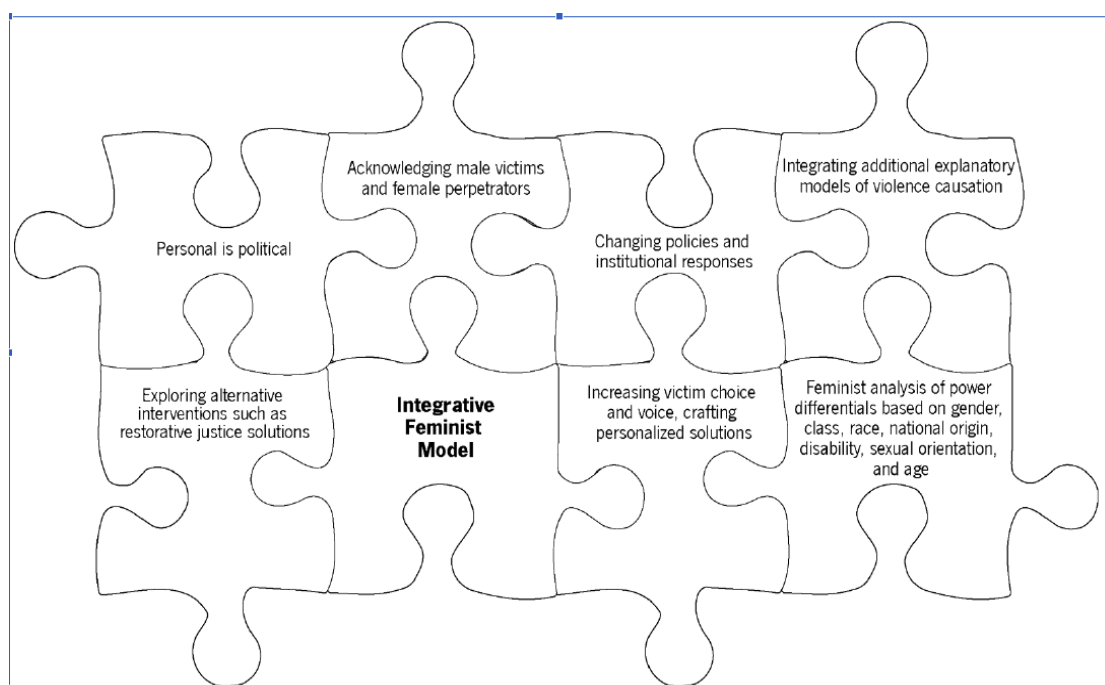 Personal is political
Acknowledging male victims
and female perpetrators
Changing policies and
institutional responses
Integrating additional explanatory
models of violence causation
Exploring alternative
interventions such as
restorative justice solutions
Integrative
Feminist
Model
Increasing victim choice
and voice, crafting
personalized solutions
Feminist analysis of power
differentials based on gender,
class, race, national origin,
disability, sexual orientation,
and age